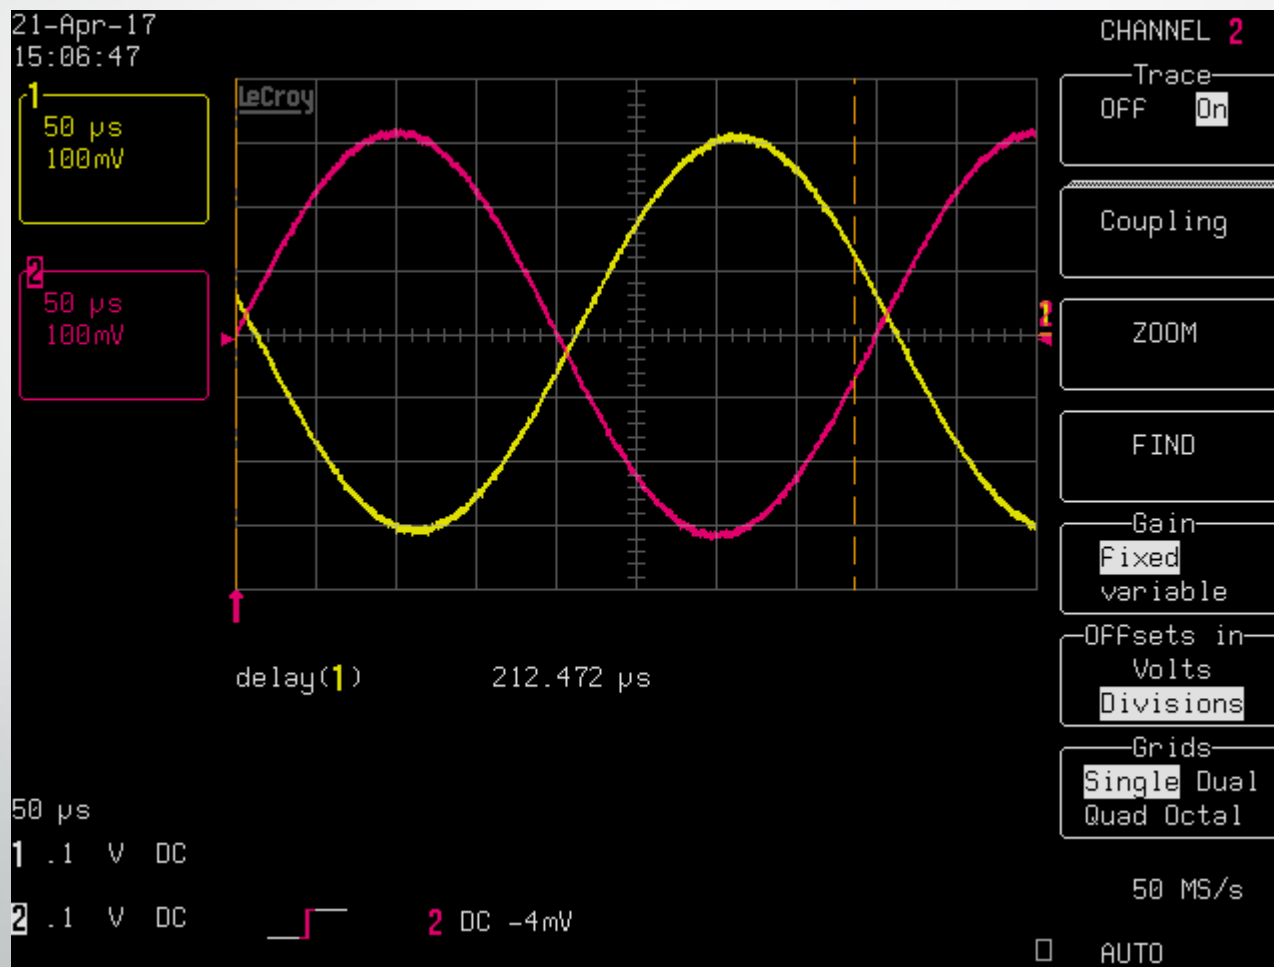 21-Apr-17
15:06:47
1
50 µs
100mV
2
50 µs
100mV
LeCroy
delay(1) 212.472 µs
50 µs
1 .1 V DC
2 .1 V DC
2 DC -4mV
CHANNEL 2
Trace
OFF On
Coupling
ZOOM
FIND
Gain
Fixed
variable
OFFsets in
Volts
Divisions
Grids
Single Dual
Quad Octal
50 MS/s
AUTO